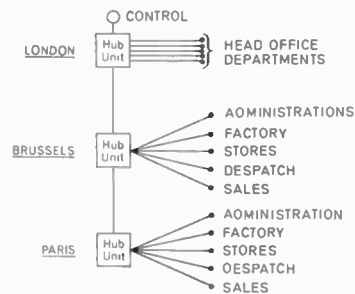 CONTROL
LONDON
Hub
Unit
HEAD OFFICE
DEPARTMENTS
BRUSSELS
Hub
Unit
AOMINISTRATIONS
FACTORY
STORES
DESPATCH
SALES
PARIS
Hub
Unit
AOMINISTRATION
FACTORY
STORES
OESPATCH
SALES